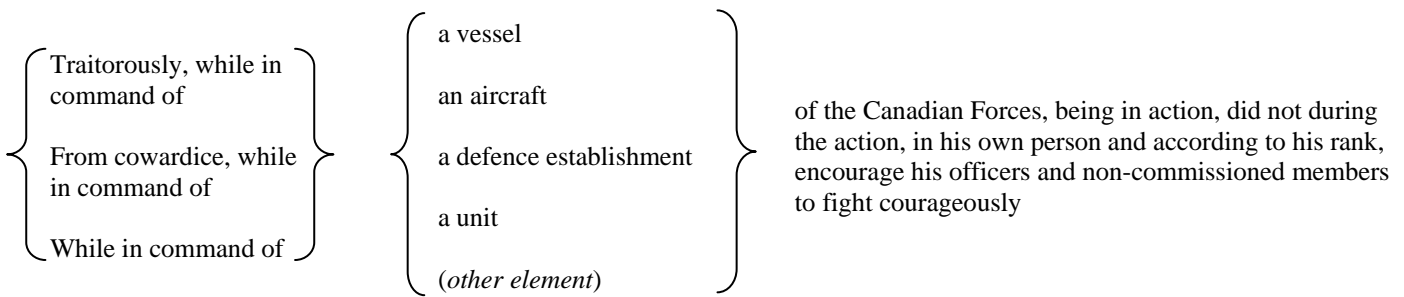 Traitorously, while in
command of
From cowardice, while
in command of
While in command of
a vessel
an aircraft
a defence establishment
a unit
(other element)
of the Canadian Forces, being in action, did not during
the action, in his own person and according to his rank,
encourage his officers and non-commissioned members
to fight courageously